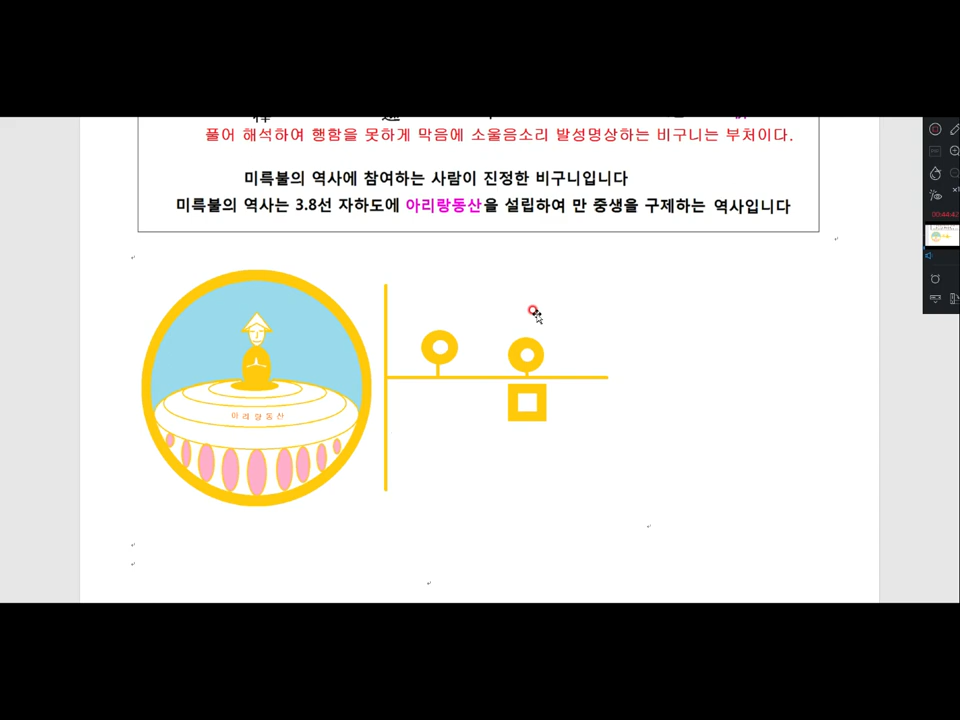 풀어 해석하여 행함을 못하게 막음에 소울음소리 발성명상하는 비구니는 부처이다.
미륵불의 역사에 참여하는 사람이 진정한 비구니입니다
미륵불의 역사는 3.8선 자하도에 아리랑동산을 설립하여 만 중생을 구제하는 역사입니다
00:44:42
아리랑동산